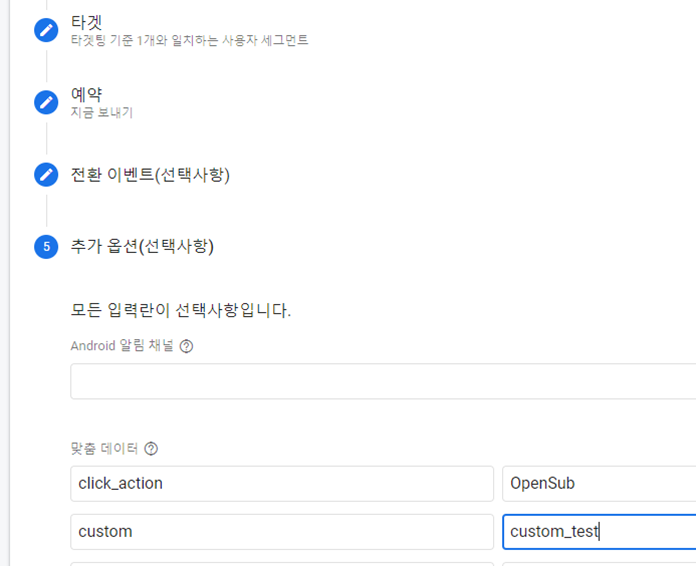 타겟
타겟팅 기준 1개와 일치하는 사용자 세그먼트
예약
지금 보내기
전환 이벤트(선택사항)
5 추가 옵션(선택사항)
모든 입력란이 선택사항입니다.
Android 알림 채널
맞춤 데이터
click_action OpenSub
custom custom_test